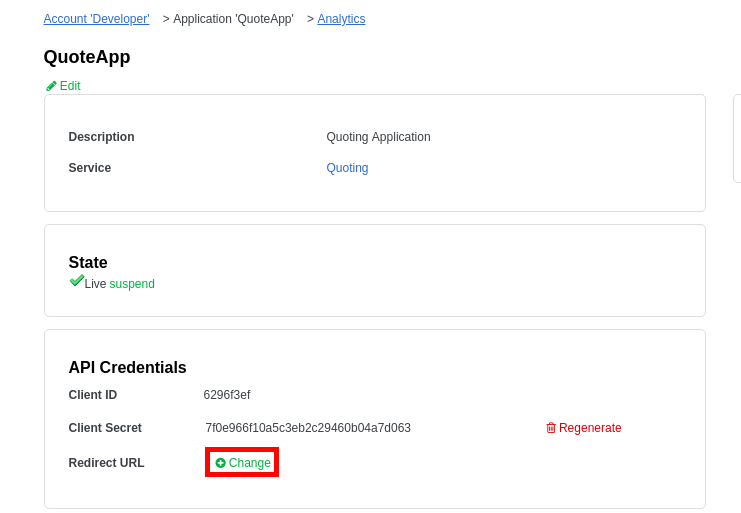 Account 'Developer' > Application 'QuoteApp' > Analytics
QuoteApp
Edit
Description Quoting Application
Service Quoting
State
Live suspend
API Credentials
Client ID 6296f3ef
Client Secret 7f0e966f10a5c3eb2c29460b04a7d063 Regenerate
Redirect URL Change